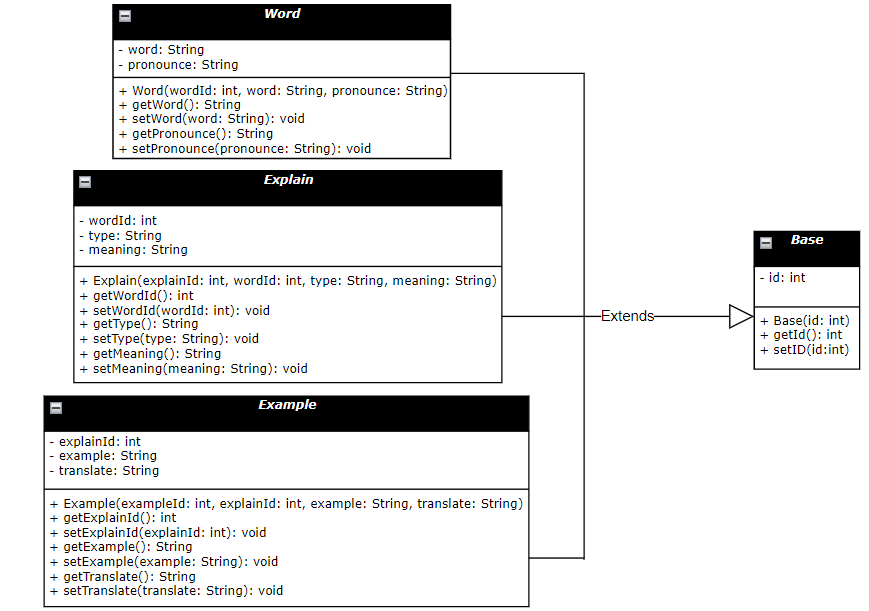 Word
- word: String
- pronounce: String
+ Word(wordId: int, word: String, pronounce: String)
+ getWord(): String
+ setWord(word: String): void
+ getPronounce(): String
+ setPronounce(pronounce: String): void
Explain
- wordId: int
- type: String
- meaning: String
+ Explain(explainId: int, wordId: int, type: String, meaning: String)
+ getWordId(): int
+ setWordId(wordId: int): void
+ getType(): String
+ setType(type: String): void
+ getMeaning(): String
+ setMeaning(meaning: String): void
Example
- explainId: int
- example: String
- translate: String
+ Example(exampleId: int, explainId: int, example: String, translate: String)
+ getExplainId(): int
+ setExplainId(explainId: int): void
+ getExample(): String
+ setExample(example: String): void
+ getTranslate(): String
+ setTranslate(translate: String): void
Extends
Base
- id: int
+ Base(id: int)
+ getId(): int
+ setID(id:int)